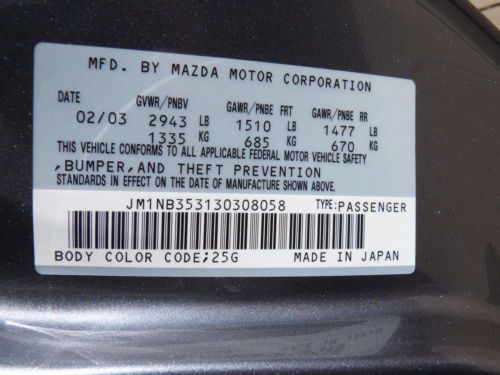 MFD. BY MAZDA MOTOR CORPORATION
DATE GVWR/PNBV GAWR/PNBE FRT GAWR/PNBE RR
02/03 2943 LB 1510 LB 1477 LB
1335 KG 685 KG 670 KG
THIS VEHICLE CONFORMS TO ALL APPLICABLE FEDERAL MOTOR VEHICLE SAFETY
,BUMPER,AND THEFT PREVENTION
STANDARDS IN EFFECT ON THE DATE OF MANUFACTURE SHOWN ABOVE.
JM1NB353130308058 TYPE:PASSENGER
BODY COLOR CODE;25G MADE IN JAPAN